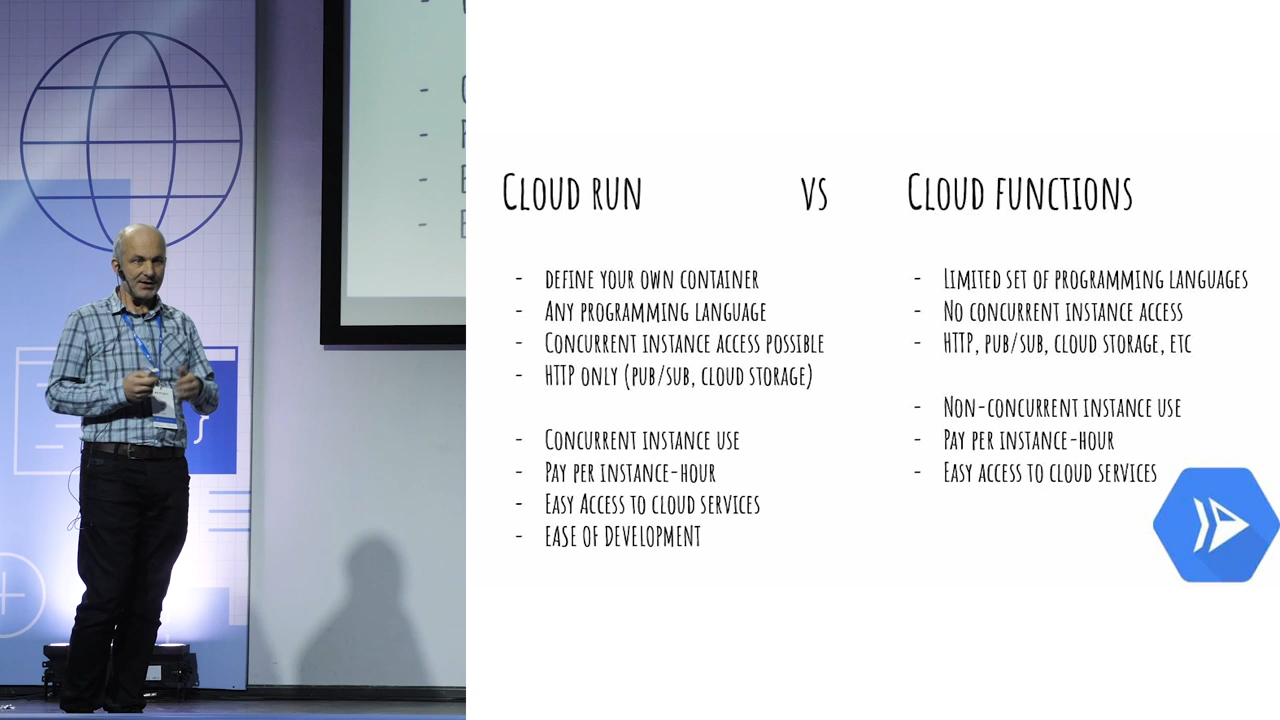 Cloud run
vs
Cloud functions
- define your own container
- Any programming language
- Concurrent instance access possible
- HTTP only (pub/sub, cloud storage)
- Concurrent instance use
- Pay per instance-hour
- Easy Access to cloud services
- Ease of development
- Limited set of programming languages
- No concurrent instance access
- HTTP, pub/sub, cloud storage, etc
- Non-concurrent instance use
- Pay per instance-hour
- Easy access to cloud services